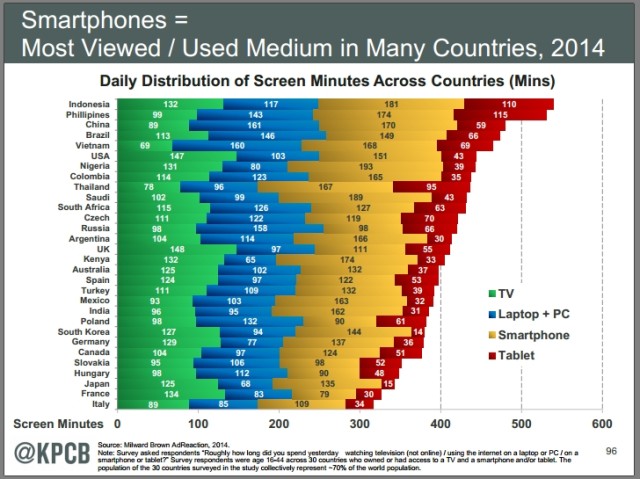 Smartphones =
Most Viewed / Used Medium in Many Countries, 2014
Daily Distribution of Screen Minutes Across Countries (Mins)
Indonesia 132 117 181 110
Phillipines 99 143 174 115
China 89 161 170 59
Brazil 113 146 149 66
Vietnam 69 160 168 69
USA 147 103 151 43
Nigeria 131 80 193 39
Colombia 114 123 165 35
Thailand 78 96 167 95
Saudi 102 99 189 43
South Africa 115 126 127 63
Czech 111 122 119 70
Russia 98 158 98 66
Argentina 104 114 166 30
UK 148 97 111 55
Kenya 132 65 174 33
Australia 125 102 132 37
Spain 124 97 122 53
Turkey 111 109 132 39
Mexico 93 103 163 32
India 96 95 162 31
Poland 98 132 90 61
South Korea 127 94 144 14
Germany 129 77 137 36
Canada 104 97 124 51
Slovakia 95 106 98 52
Hungary 98 112 90 48
Japan 125 68 135 15
France 134 83 79 30
Italy 89 85 109 34
TV
Laptop + PC
Smartphone
Tablet
Screen Minutes 0 100 200 300 400 500 600
@KPCB
Source: Milward Brown AdReaction, 2014.
Note: Survey asked respondents "Roughly how long did you spend yesterday watching television (not online) / using the internet on a laptop or PC / on a
smartphone or tablet?" Survey respondents were age 16-44 across 30 countries who owned or had access to a TV and a smartphone and/or tablet. The
population of the 30 countries surveyed in the study collectively represent ~70% of the world population.
96